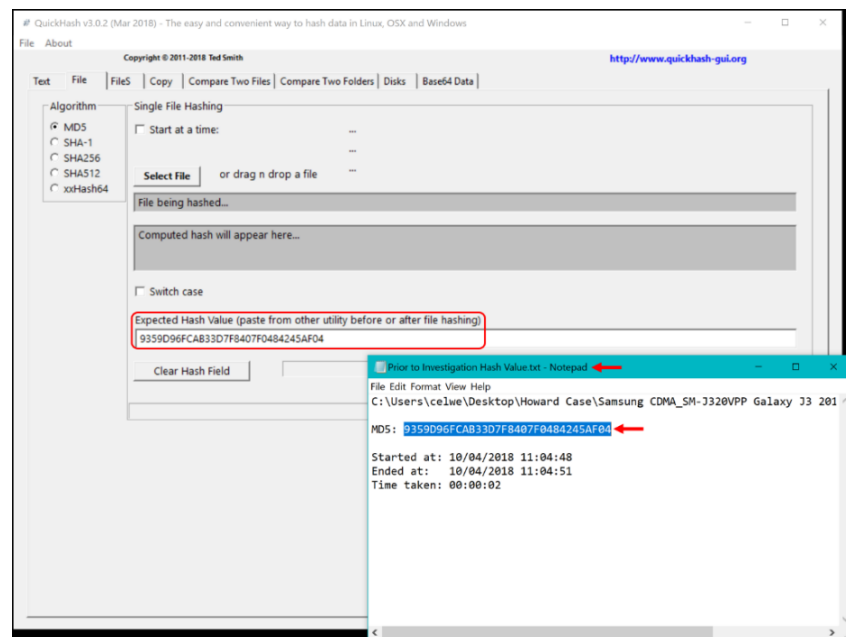 QuickHash v3.0.2 (Mar 2018) - The easy and convenient way to hash data in Linux, OSX and Windows
File About
Copyright © 2011-2018 Ted Smith
http://www.quickhash-gui.org
Text File FileS Copy Compare Two Files Compare Two Folders Disks Base64 Data
Algorithm
MD5
SHA-1
SHA256
SHA512
xxHash64
Single File Hashing
Start at a time:
...
...
Select File or drag n drop a file ...
File being hashed...
Computed hash will appear here...
Switch case
Expected Hash Value (paste from other utility before or after file hashing)
9359D96FCAB33D7F8407F0484245AF04
Clear Hash Field
Prior to Investigation Hash Value.txt - Notepad
File Edit Format View Help
C:\Users\celwe\Desktop\Howard Case\Samsung CDMA_SM-J320VPP Galaxy J3 201
MD5: 9359D96FCAB33D7F8407F0484245AF04
Started at: 10/04/2018 11:04:48
Ended at: 10/04/2018 11:04:51
Time taken: 00:00:02